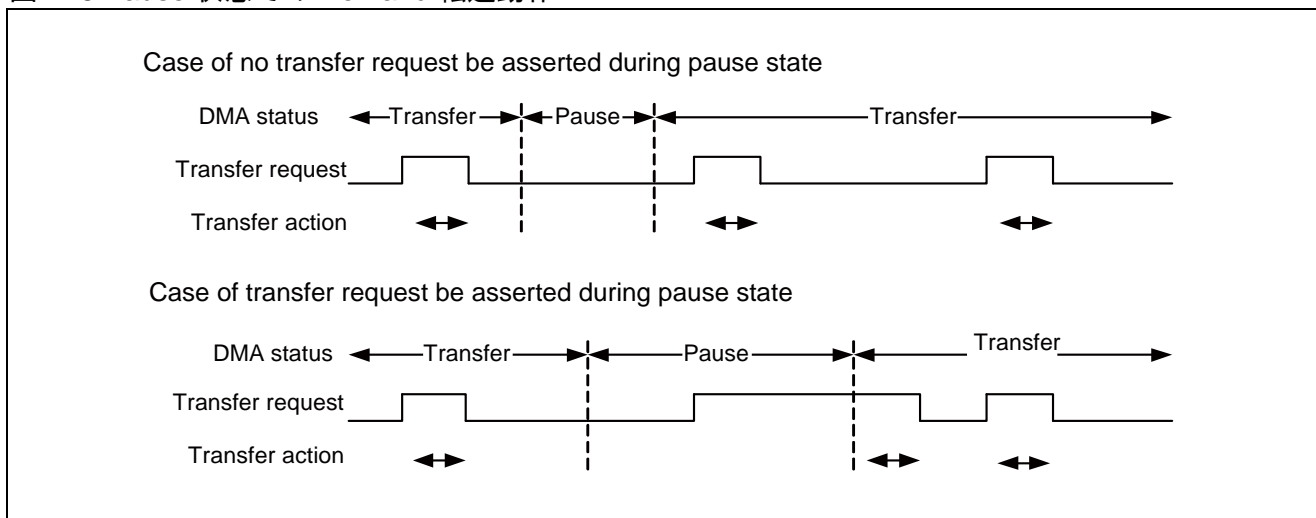 Case of no transfer request be asserted during pause state
DMA status Transfer Pause Transfer
Transfer request
Transfer action
Case of transfer request be asserted during pause state
DMA status Transfer Pause Transfer
Transfer request
Transfer action